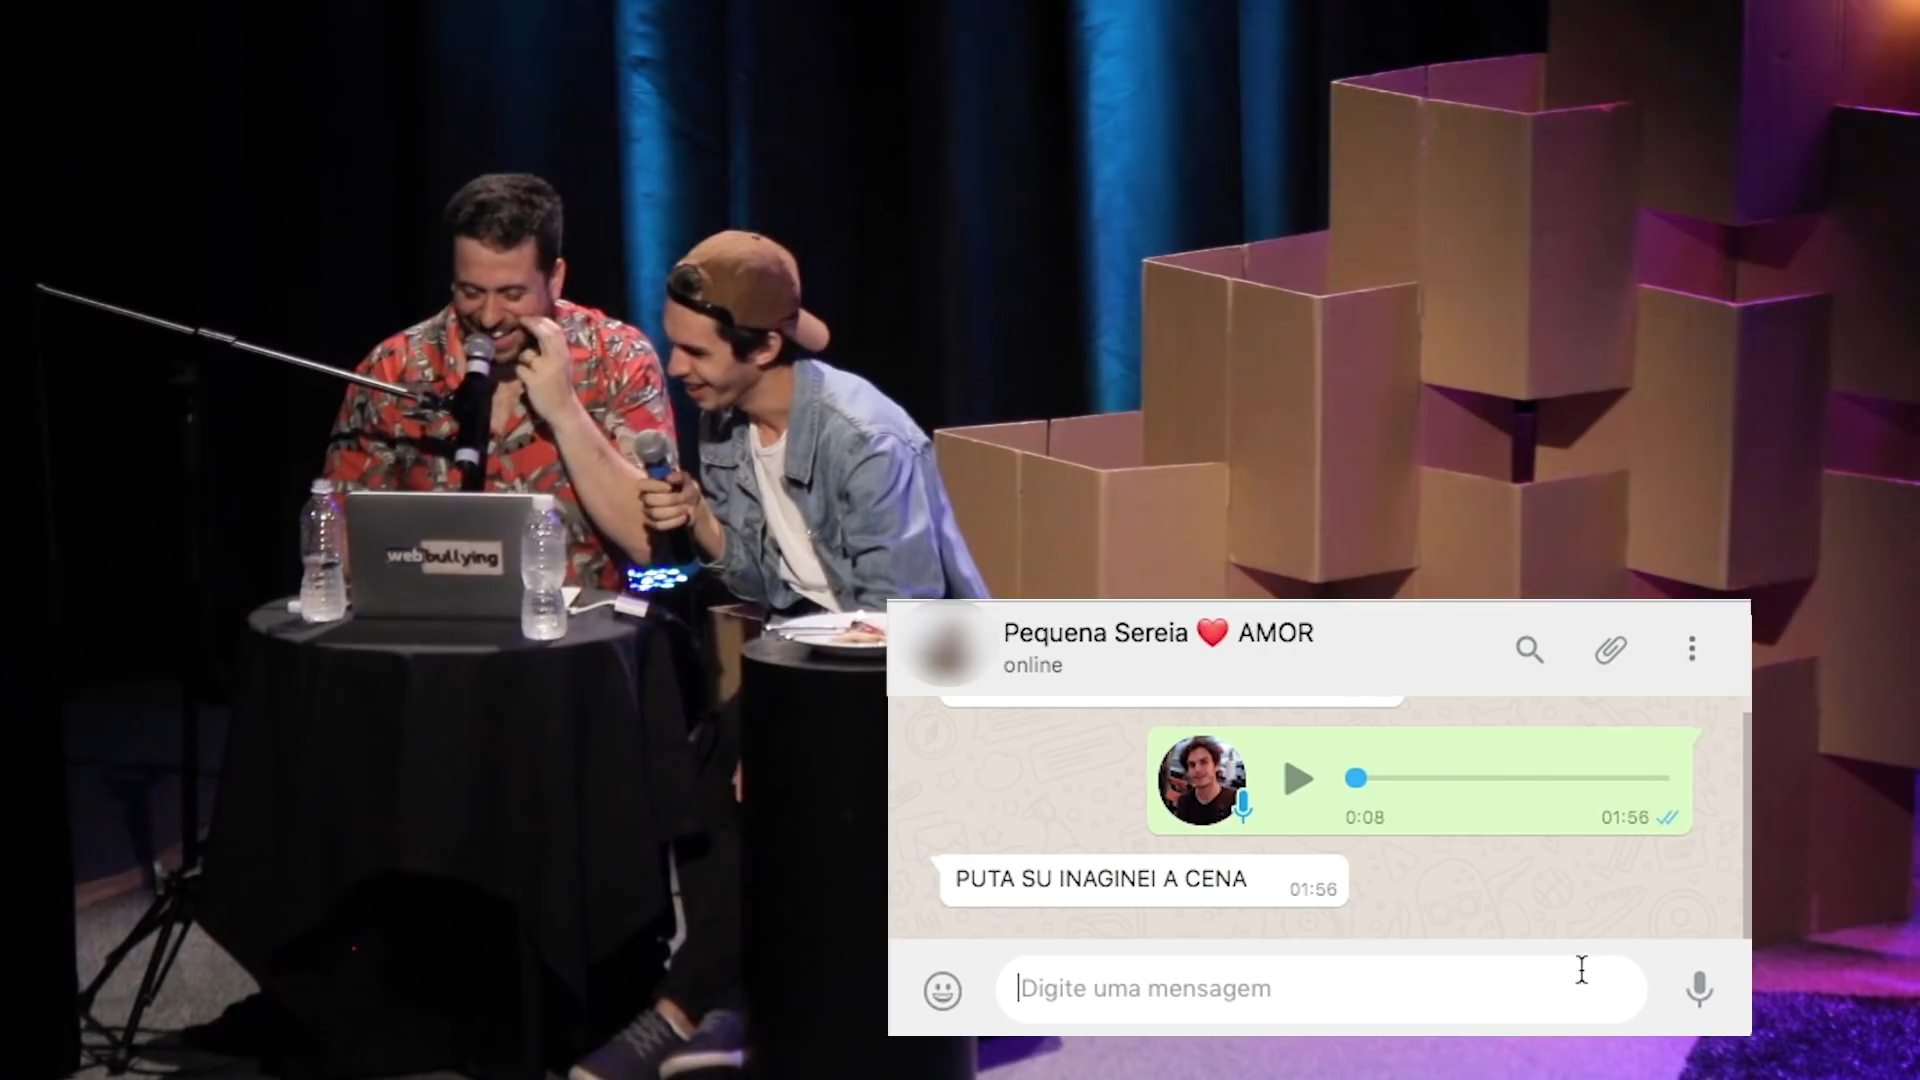 webbullying
Pequena Sereia ❤️ AMOR
online
0:08
01:56
PUTA SU INAGINEI A CENA
01:56
Digite uma mensagem